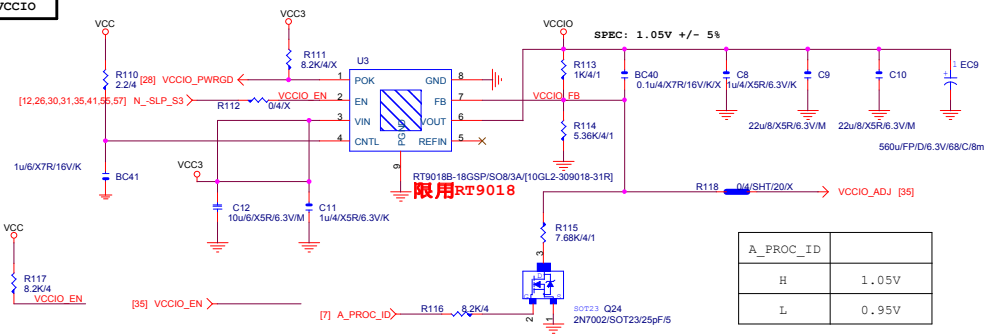 VCCIO
VCC
VCC3
VCCIO
SPEC: 1.05V +/- 5%
R110
2.2/4
R111
8.2K/4/X
U3
[28] VCCIO_PWRGD
[12,26,30,31,35,41,55,57] N_-SLP_S3
R112
0/4/X
VCCIO_EN
1 POK
2 EN
3 VIN
4 CNTL
GND 8
FB 7
VOUT 6
REFIN 5
PGND
9
VCCIO_FB
R113
1K/4/1
R114
5.36K/4/1
BC40
0.1u/4/X7R/16V/K/X
C8
1u/4/X5R/6.3V/K
C9
22u/8/X5R/6.3V/M
C10
22u/8/X5R/6.3V/M
1 EC9
+
560u/FP/D/6.3V/68/C/8m
1u/6/X7R/16V/K
BC41
VCC3
C12
10u/6/X5R/6.3V/M
C11
1u/4/X5R/6.3V/K
RT9018B-18GSP/SO8/3A/[10GL2-309018-31R]
限用RT9018
R118
0/4/SHT/20/X
VCCIO_ADJ [35]
R115
7.68K/4/1
3
D
G
S
2
1
SOT23 Q24
2N7002/SOT23/25pF/5
VCC
R117
8.2K/4
VCCIO_EN
[35] VCCIO_EN
[7] A_PROC_ID
R116
8.2K/4
A_PROC_ID
H 1.05V
L 0.95V